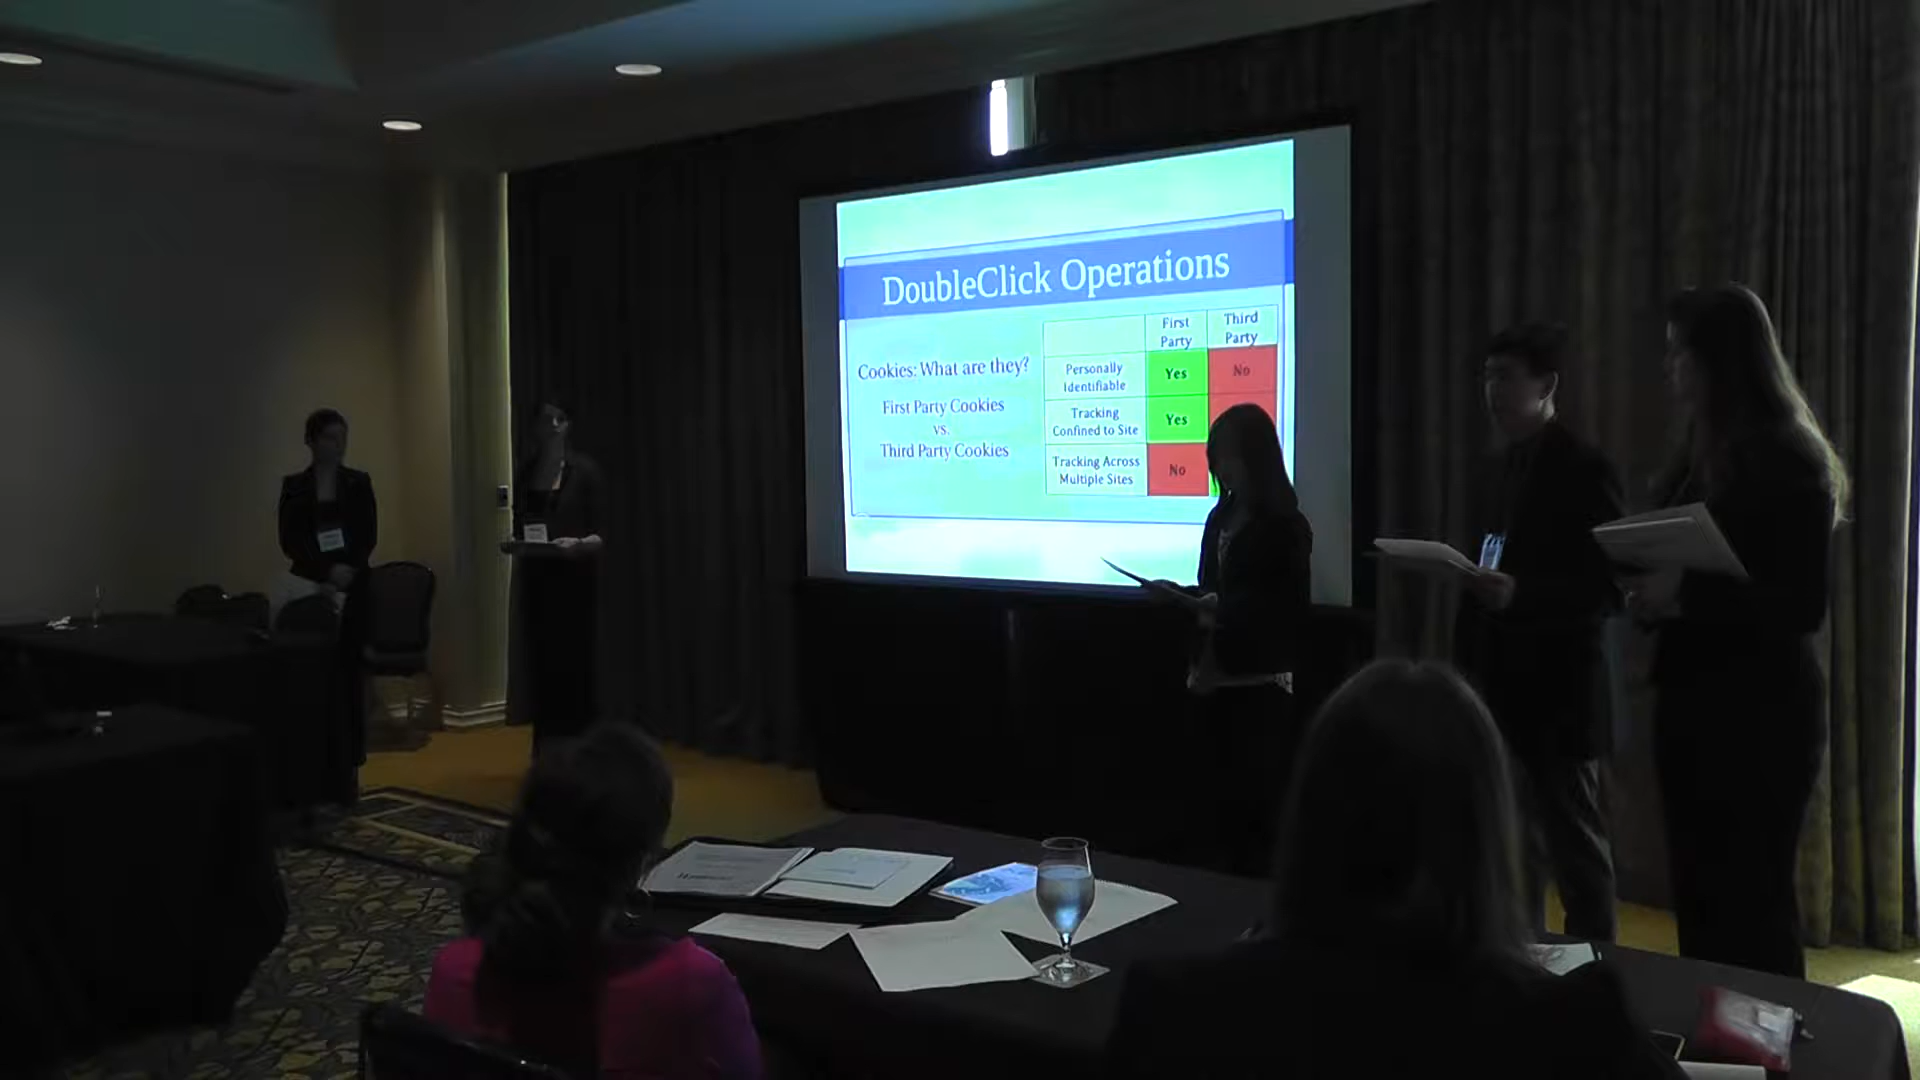 DoubleClick Operations
Cookies: What are they?
First Party Cookies
vs.
Third Party Cookies
First
Party
Third
Party
Personally
Identifiable
Yes
No
Tracking
Confined to Site
Yes
Tracking Across
Multiple Sites
No